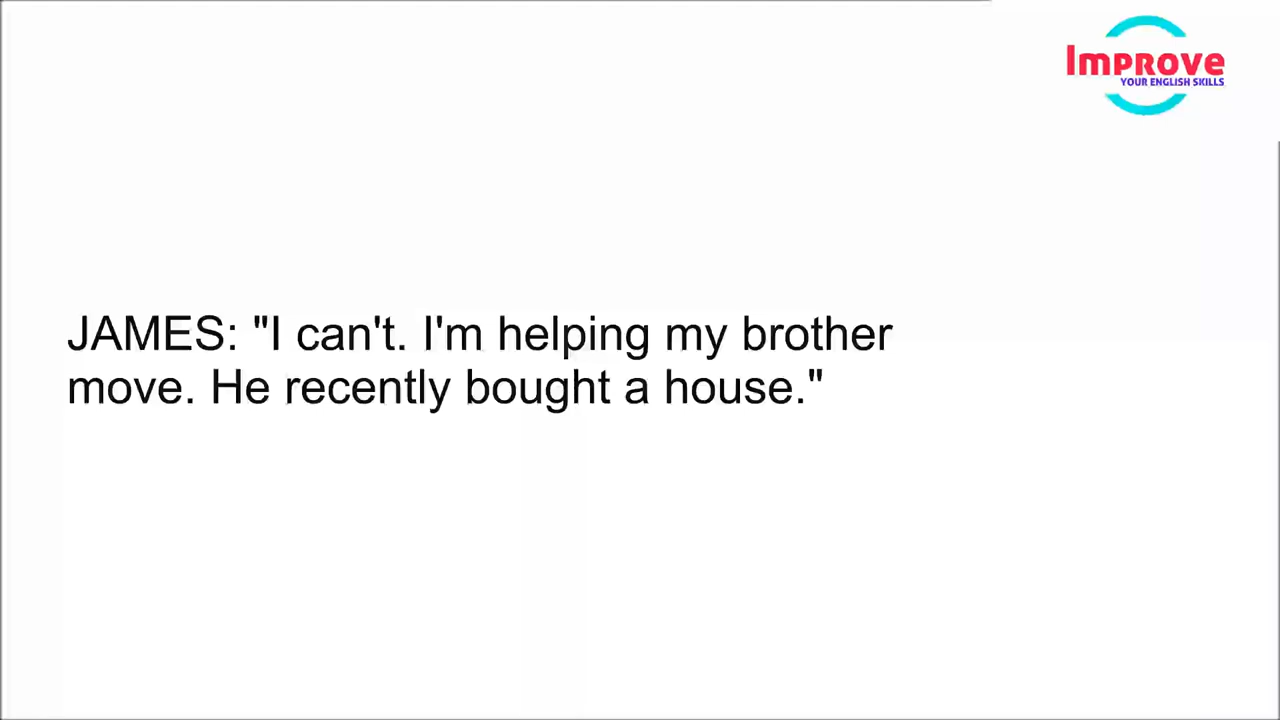 Improve
YOUR ENGLISH SKILLS
JAMES: "I can't. I'm helping my brother
move. He recently bought a house."